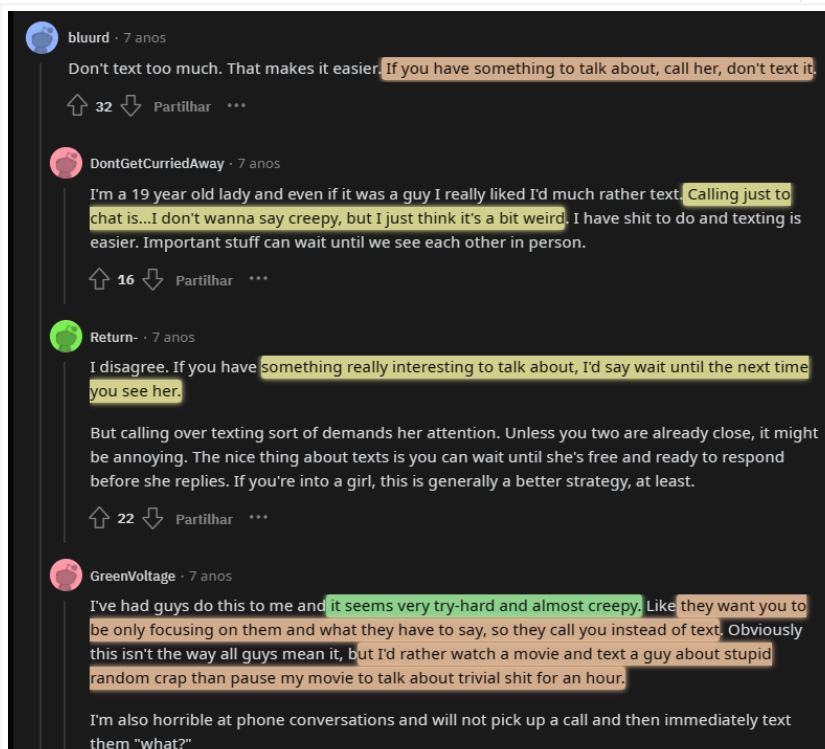 bluurd · 7 anos
Don't text too much. That makes it easier. If you have something to talk about, call her, don't text it.
32 Partilhar ···
DontGetCurriedAway · 7 anos
I'm a 19 year old lady and even if it was a guy I really liked I'd much rather text. Calling just to
chat is...I don't wanna say creepy, but I just think it's a bit weird. I have shit to do and texting is
easier. Important stuff can wait until we see each other in person.
16 Partilhar ···
Return- · 7 anos
I disagree. If you have something really interesting to talk about, I'd say wait until the next time
you see her.
But calling over texting sort of demands her attention. Unless you two are already close, it might
be annoying. The nice thing about texts is you can wait until she's free and ready to respond
before she replies. If you're into a girl, this is generally a better strategy, at least.
22 Partilhar ···
GreenVoltage · 7 anos
I've had guys do this to me and it seems very try-hard and almost creepy. Like they want you to
be only focusing on them and what they have to say, so they call you instead of text. Obviously
this isn't the way all guys mean it, but I'd rather watch a movie and text a guy about stupid
random crap than pause my movie to talk about trivial shit for an hour.
I'm also horrible at phone conversations and will not pick up a call and then immediately text
them "what?"